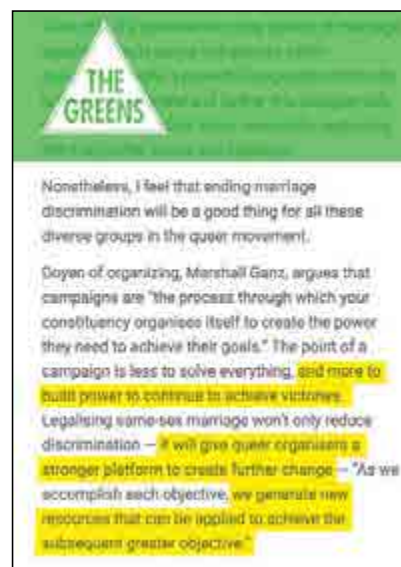 THE
GREENS
Nonetheless, I feel that ending marriage
discrimination will be a good thing for all these
diverse groups in the queer movement.
Doyen of organizing, Marshall Ganz, argues that
campaigns are "the process through which your
constituency organises itself to create the power
they need to achieve their goals." The point of a
campaign is less to solve everything, and more to
build power to continue to achieve victories.
Legalising same-sex marriage won't only reduce
discrimination – it will give queer organisers a
stronger platform to create further change – "As we
accomplish each objective, we generate new
resources that can be applied to achieve the
subsequent greater objective."